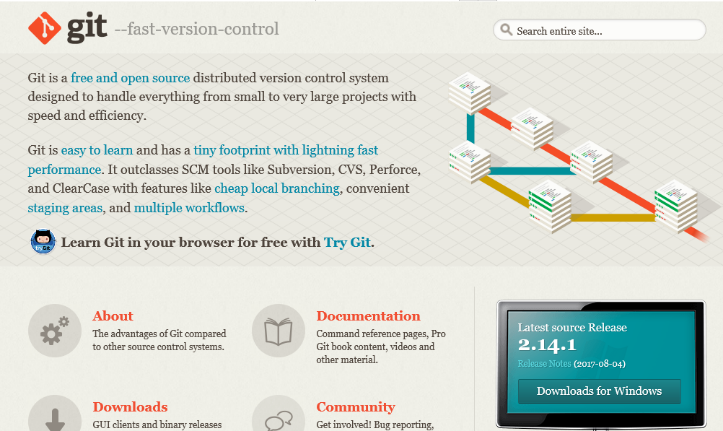 git --fast-version-control
Search entire site...
Git is a free and open source distributed version control system
designed to handle everything from small to very large projects with
speed and efficiency.
Git is easy to learn and has a tiny footprint with lightning fast
performance. It outclasses SCM tools like Subversion, CVS, Perforce,
and ClearCase with features like cheap local branching, convenient
staging areas, and multiple workflows.
Learn Git in your browser for free with Try Git.
About
The advantages of Git compared
to other source control systems.
Documentation
Command reference pages, Pro
Git book content, videos and
other material.
Latest source Release
2.14.1
Release Notes (2017-08-04)
Downloads for Windows
Downloads
GUI clients and binary releases
Community
Get involved! Bug reporting,